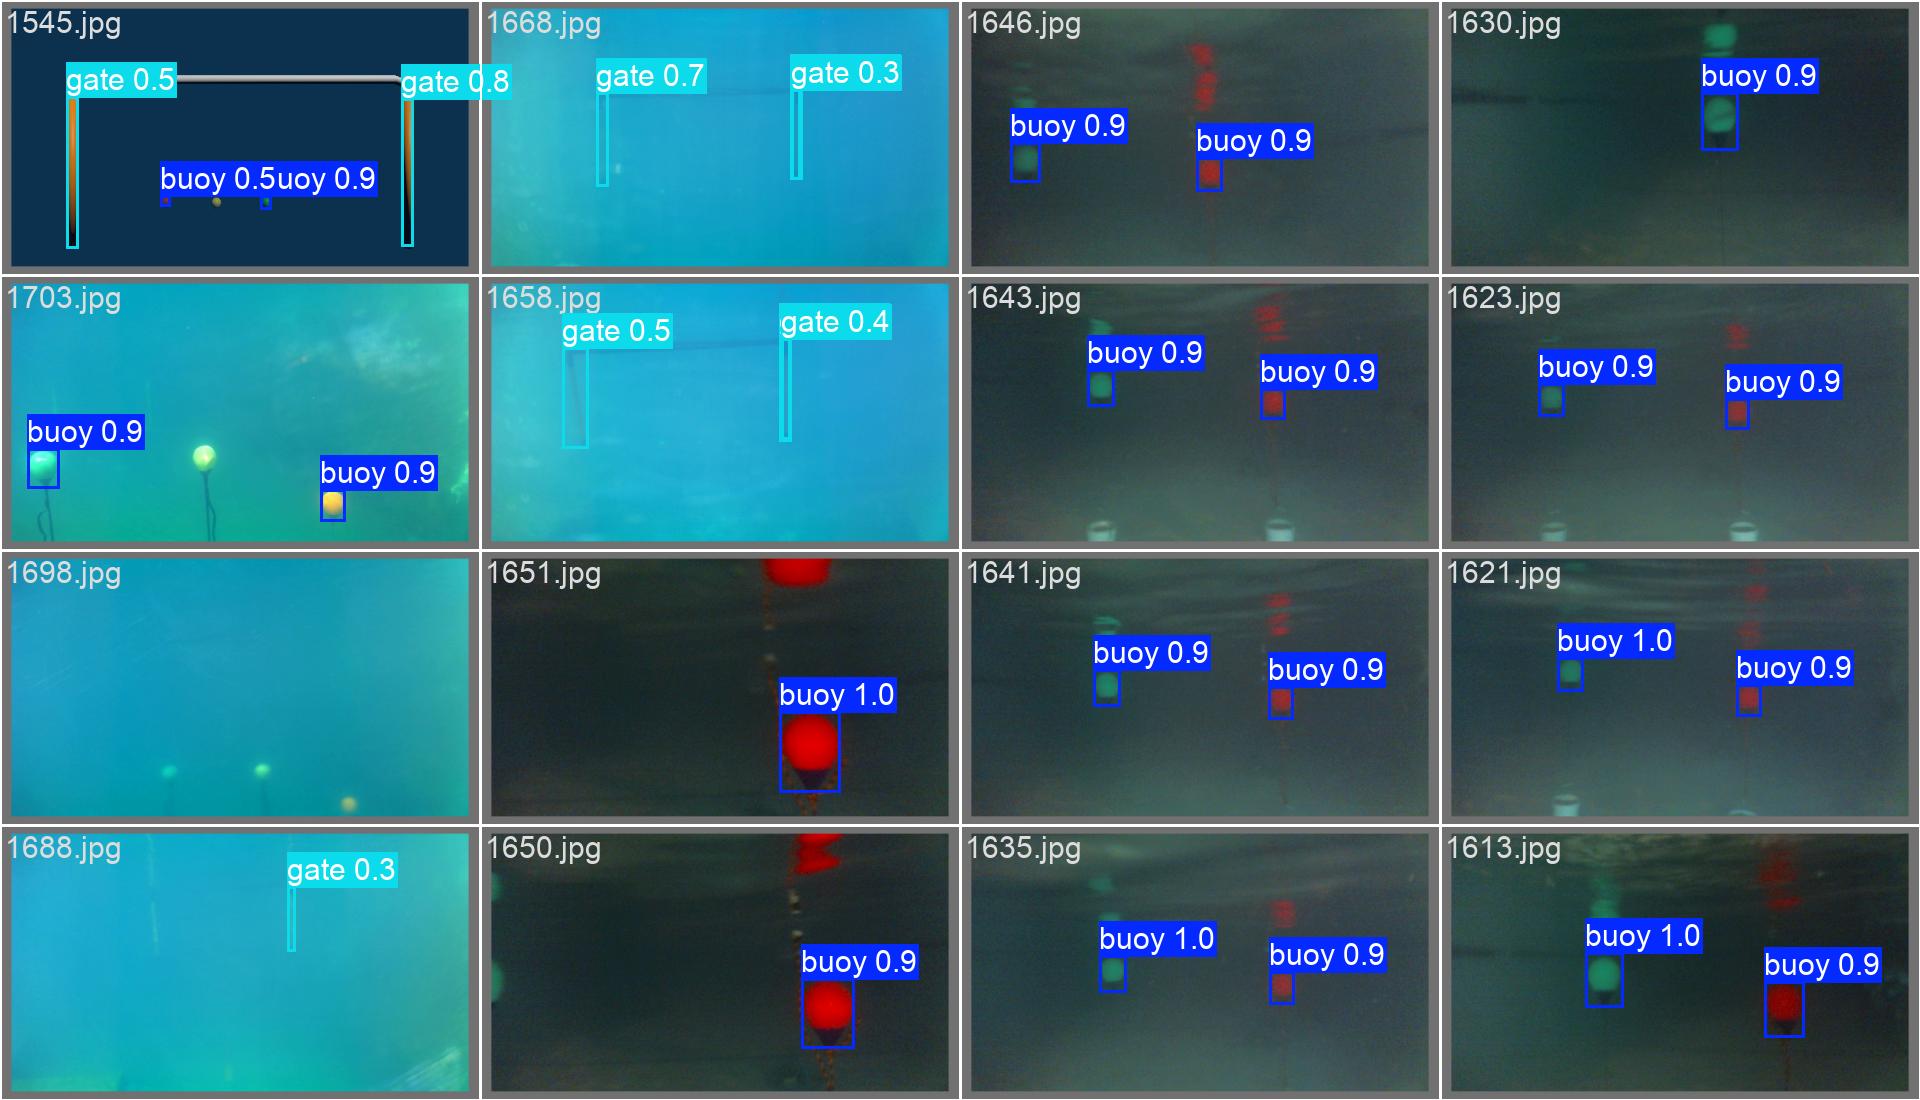 1545.jpg
gate 0.5
gate 0.8
buoy 0.5uoy 0.9
1668.jpg
gate 0.7
gate 0.3
1646.jpg
buoy 0.9
buoy 0.9
1630.jpg
buoy 0.9
1703.jpg
buoy 0.9
buoy 0.9
1658.jpg
gate 0.5
gate 0.4
1643.jpg
buoy 0.9
buoy 0.9
1623.jpg
buoy 0.9
buoy 0.9
1698.jpg
1651.jpg
buoy 1.0
1641.jpg
buoy 0.9
buoy 0.9
1621.jpg
buoy 1.0
buoy 0.9
1688.jpg
gate 0.3
1650.jpg
buoy 0.9
1635.jpg
buoy 1.0
buoy 0.9
1613.jpg
buoy 1.0
buoy 0.9